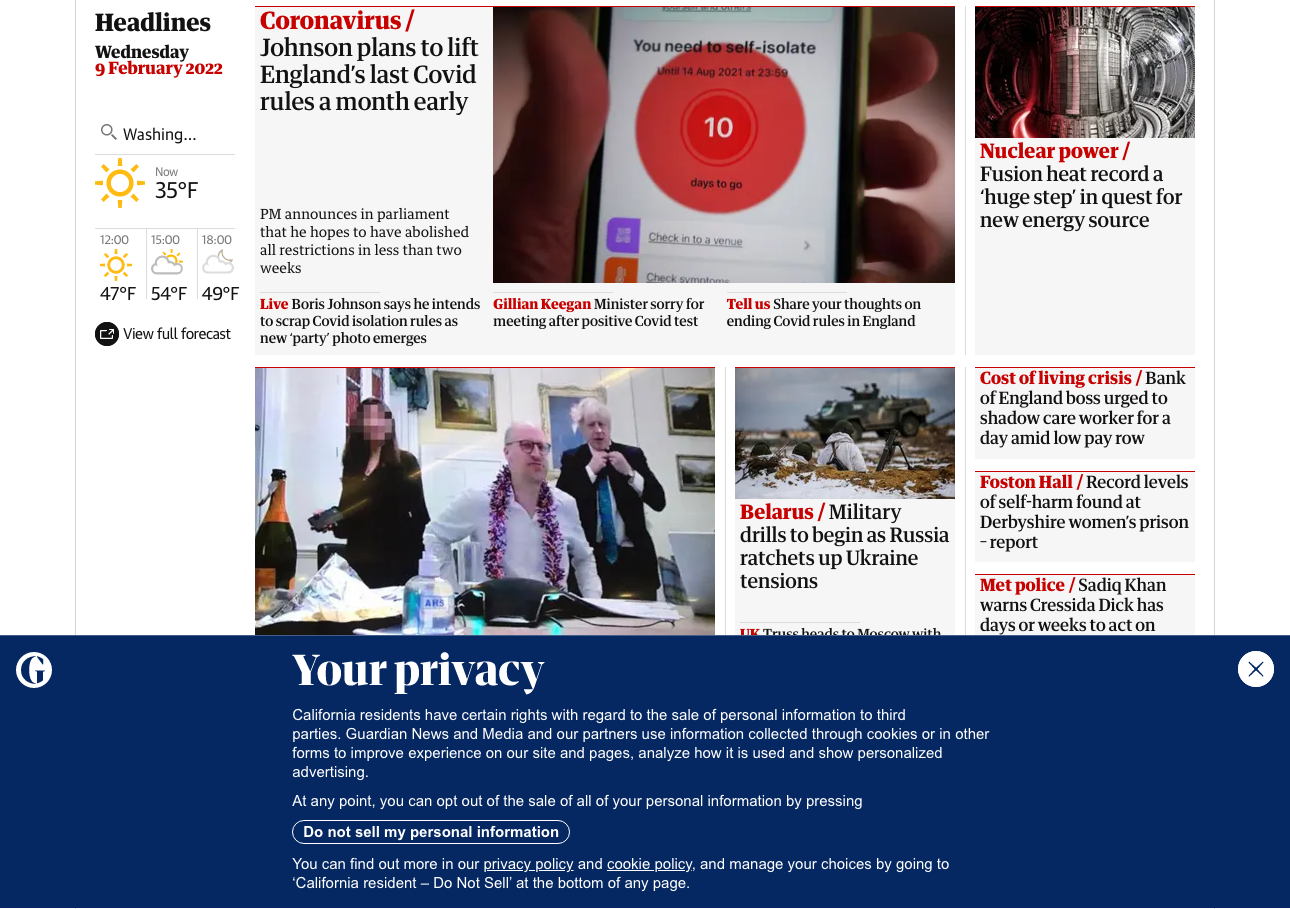 Headlines
Wednesday
9 February 2022
Washing...
Now
35°F
12:00
15:00
18:00
47°F
54°F
49°F
View full forecast
Coronavirus /
Johnson plans to lift
England's last Covid
rules a month early
PM announces in parliament
that he hopes to have abolished
all restrictions in less than two
weeks
You need to self-isolate
Until 14 Aug 2021 at 23:59
10
days to go
Check in to a venue
Check symptoms
Live Boris Johnson says he intends
to scrap Covid isolation rules as
new 'party' photo emerges
Gillian Keegan Minister sorry for
meeting after positive Covid test
Tell us Share your thoughts on
ending Covid rules in England
Nuclear power /
Fusion heat record a
'huge step' in quest for
new energy source
ARS
Belarus / Military
drills to begin as Russia
ratchets up Ukraine
tensions
UK Truss heads to Moscow with
Cost of living crisis / Bank
of England boss urged to
shadow care worker for a
day amid low pay row
Foston Hall / Record levels
of self-harm found at
Derbyshire women's prison
– report
Met police / Sadiq Khan
warns Cressida Dick has
days or weeks to act on
Your privacy
California residents have certain rights with regard to the sale of personal information to third
parties. Guardian News and Media and our partners use information collected through cookies or in other
forms to improve experience on our site and pages, analyze how it is used and show personalized
advertising.
At any point, you can opt out of the sale of all of your personal information by pressing
Do not sell my personal information
You can find out more in our privacy policy and cookie policy, and manage your choices by going to
‘California resident – Do Not Sell’ at the bottom of any page.